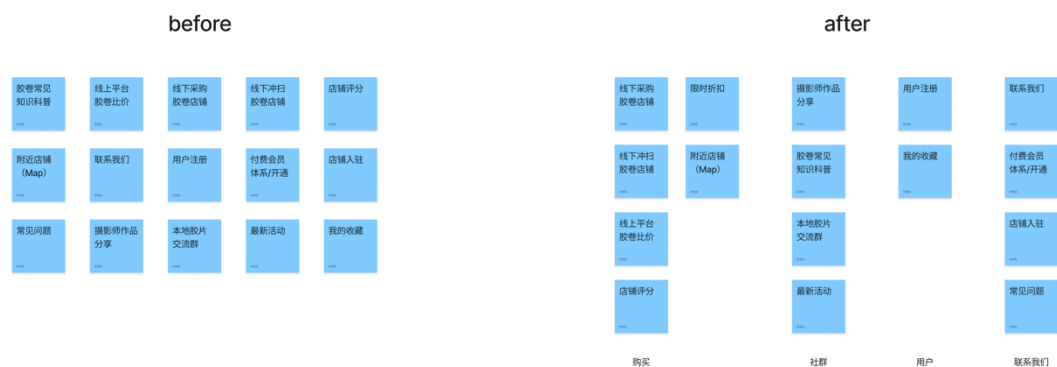 before
胶卷常见
知识科普
线上平台
胶卷比价
线下采购
胶卷店铺
线下冲扫
胶卷店铺
店铺评分
附近店铺
（Map）
联系我们
用户注册
付费会员
体系/开通
店铺入驻
常见问题
摄影师作品
分享
本地胶片
交流群
最新活动
我的收藏
after
线下采购
胶卷店铺
限时折扣
线下冲扫
胶卷店铺
附近店铺
（Map）
线上平台
胶卷比价
店铺评分
购买
摄影师作品
分享
胶卷常见
知识科普
本地胶片
交流群
最新活动
社群
用户注册
我的收藏
用户
联系我们
付费会员
体系/开通
店铺入驻
常见问题
联系我们